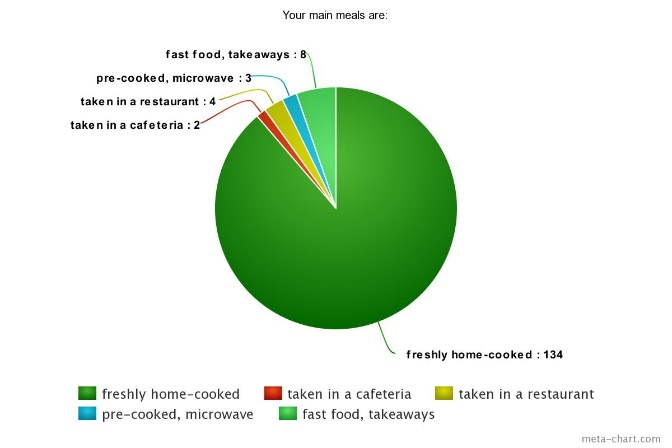 Your main meals are:
fast food, takeaways : 8
pre-cooked, microwave : 3
taken in a restaurant : 4
taken in a cafeteria : 2
freshly home-cooked : 134
freshly home-cooked taken in a cafeteria taken in a restaurant
pre-cooked, microwave fast food, takeaways
meta-chart.com